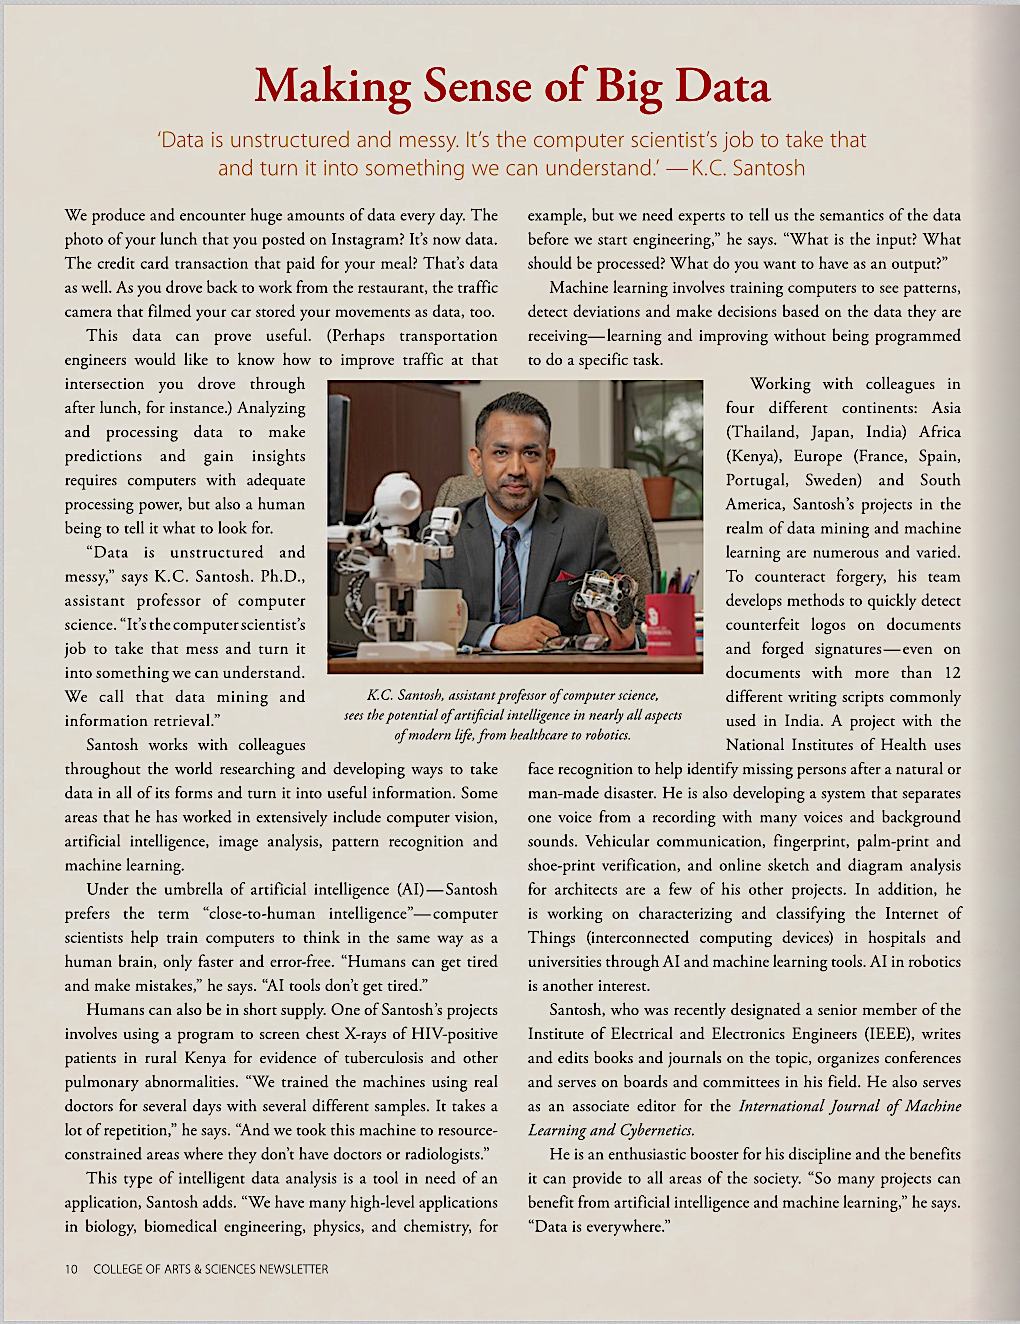 Making Sense of Big Data
‘Data is unstructured and messy. It’s the computer scientist’s job to take that
and turn it into something we can understand.’ — K.C. Santosh
We produce and encounter huge amounts of data every day. The
photo of your lunch that you posted on Instagram? It’s now data.
The credit card transaction that paid for your meal? That’s data
as well. As you drove back to work from the restaurant, the traffic
camera that filmed your car stored your movements as data, too.
This data can prove useful. (Perhaps transportation
engineers would like to know how to improve traffic at that
intersection you drove through
after lunch, for instance.) Analyzing
and processing data to make
predictions and gain insights
requires computers with adequate
processing power, but also a human
being to tell it what to look for.
“Data is unstructured and
messy,” says K.C. Santosh. Ph.D.,
assistant professor of computer
science. “It’s the computer scientist’s
job to take that mess and turn it
into something we can understand.
We call that data mining and
information retrieval.”
Santosh works with colleagues
throughout the world researching and developing ways to take
data in all of its forms and turn it into useful information. Some
areas that he has worked in extensively include computer vision,
artificial intelligence, image analysis, pattern recognition and
machine learning.
Under the umbrella of artificial intelligence (AI)—Santosh
prefers the term “close-to-human intelligence”—computer
scientists help train computers to think in the same way as a
human brain, only faster and error-free. “Humans can get tired
and make mistakes,” he says. “AI tools don’t get tired.”
Humans can also be in short supply. One of Santosh’s projects
involves using a program to screen chest X-rays of HIV-positive
patients in rural Kenya for evidence of tuberculosis and other
pulmonary abnormalities. “We trained the machines using real
doctors for several days with several different samples. It takes a
lot of repetition,” he says. “And we took this machine to resource-
constrained areas where they don’t have doctors or radiologists.”
This type of intelligent data analysis is a tool in need of an
application, Santosh adds. “We have many high-level applications
in biology, biomedical engineering, physics, and chemistry, for
example, but we need experts to tell us the semantics of the data
before we start engineering,” he says. “What is the input? What
should be processed? What do you want to have as an output?”
Machine learning involves training computers to see patterns,
detect deviations and make decisions based on the data they are
receiving—learning and improving without being programmed
to do a specific task.
Working with colleagues in
four different continents: Asia
(Thailand, Japan, India) Africa
(Kenya), Europe (France, Spain,
Portugal, Sweden) and South
America, Santosh’s projects in the
realm of data mining and machine
learning are numerous and varied.
To counteract forgery, his team
develops methods to quickly detect
counterfeit logos on documents
and forged signatures—even on
documents with more than 12
different writing scripts commonly
used in India. A project with the
National Institutes of Health uses
face recognition to help identify missing persons after a natural or
man-made disaster. He is also developing a system that separates
one voice from a recording with many voices and background
sounds. Vehicular communication, fingerprint, palm-print and
shoe-print verification, and online sketch and diagram analysis
for architects are a few of his other projects. In addition, he
is working on characterizing and classifying the Internet of
Things (interconnected computing devices) in hospitals and
universities through AI and machine learning tools. AI in robotics
is another interest.
Santosh, who was recently designated a senior member of the
Institute of Electrical and Electronics Engineers (IEEE), writes
and edits books and journals on the topic, organizes conferences
and serves on boards and committees in his field. He also serves
as an associate editor for the International Journal of Machine
Learning and Cybernetics.
He is an enthusiastic booster for his discipline and the benefits
it can provide to all areas of the society. “So many projects can
benefit from artificial intelligence and machine learning,” he says.
“Data is everywhere.”
K.C. Santosh, assistant professor of computer science,
sees the potential of artificial intelligence in nearly all aspects
of modern life, from healthcare to robotics.
10 COLLEGE OF ARTS & SCIENCES NEWSLETTER